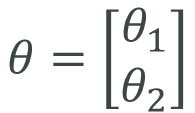 θ = [θ₁
θ₂]